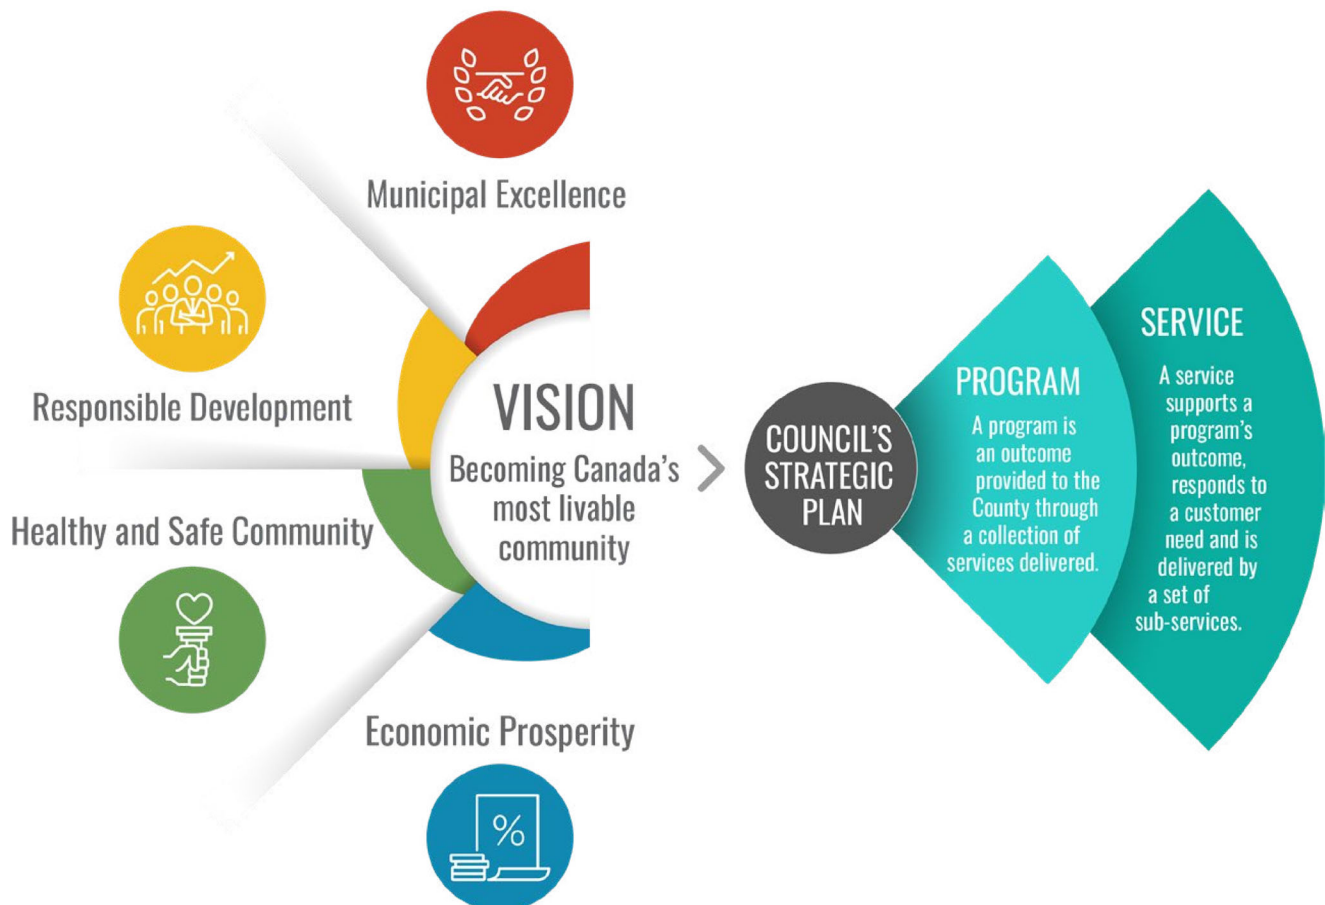 Municipal Excellence
Responsible Development
Healthy and Safe Community
Economic Prosperity
%
VISION
Becoming Canada's
most livable
community
>
COUNCIL'S
STRATEGIC
PLAN
PROGRAM
A program is
an outcome
provided to the
County through
a collection of
services delivered.
SERVICE
A service
supports a
program's
outcome,
responds to
a customer
need and is
delivered by
a set of
sub-services.